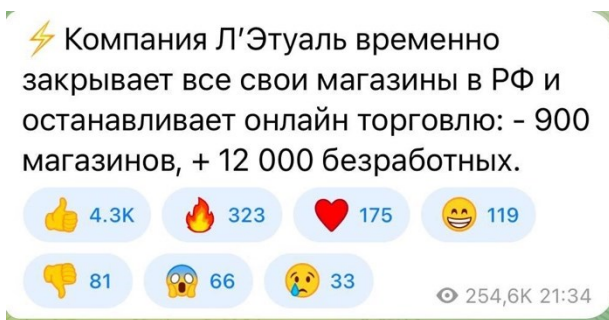 ⚡ Компания Л’Этуаль временно
закрывает все свои магазины в РФ и
останавливает онлайн торговлю: - 900
магазинов, + 12 000 безработных.
👍 4.3K 🔥 323 ❤️ 175 😁 119
👎 81 😱 66 😢 33
254,6K 21:34